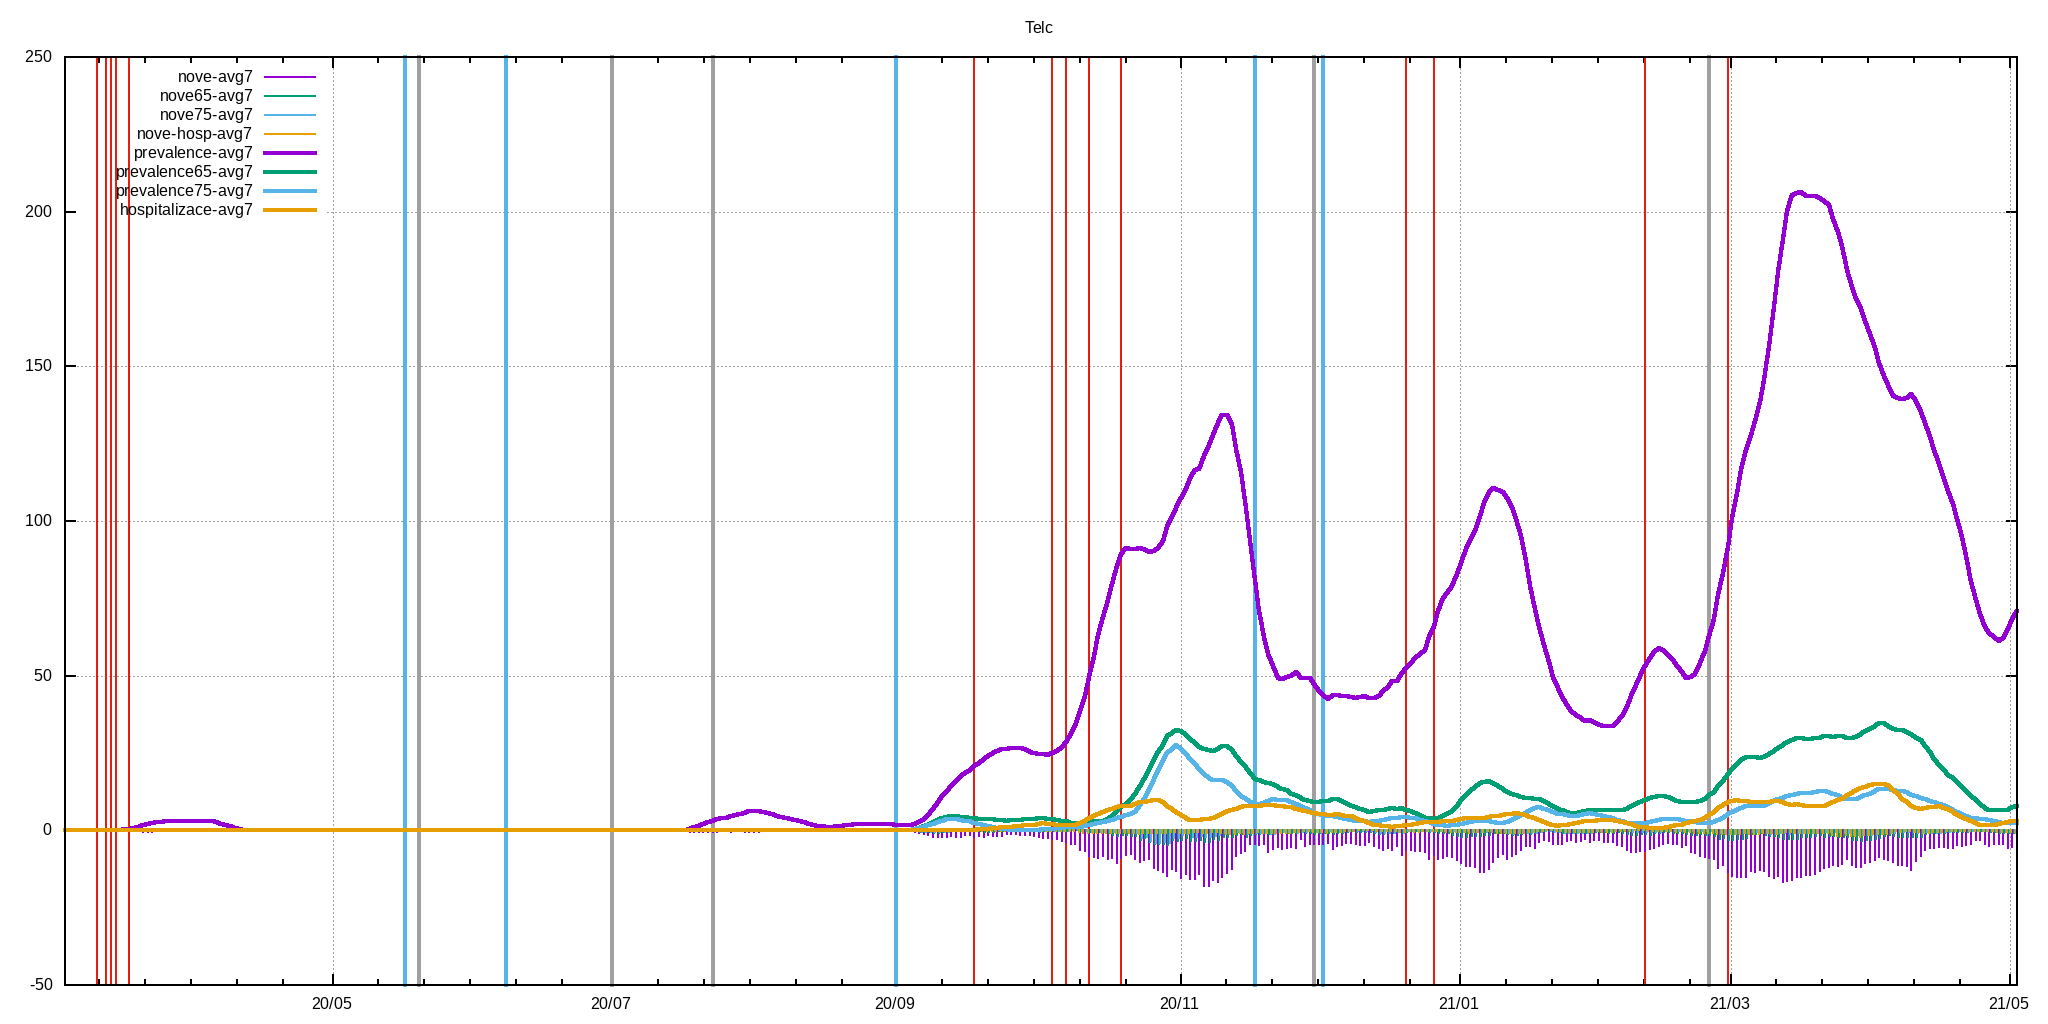 Telc
250
200
150
100
50
0
-50
nove-avg7
nove65-avg7
nove75-avg7
nove-hosp-avg7
prevalence-avg7
prevalence65-avg7
prevalence75-avg7
hospitalizace-avg7
20/05 20/07 20/09 20/11 21/01 21/03 21/05